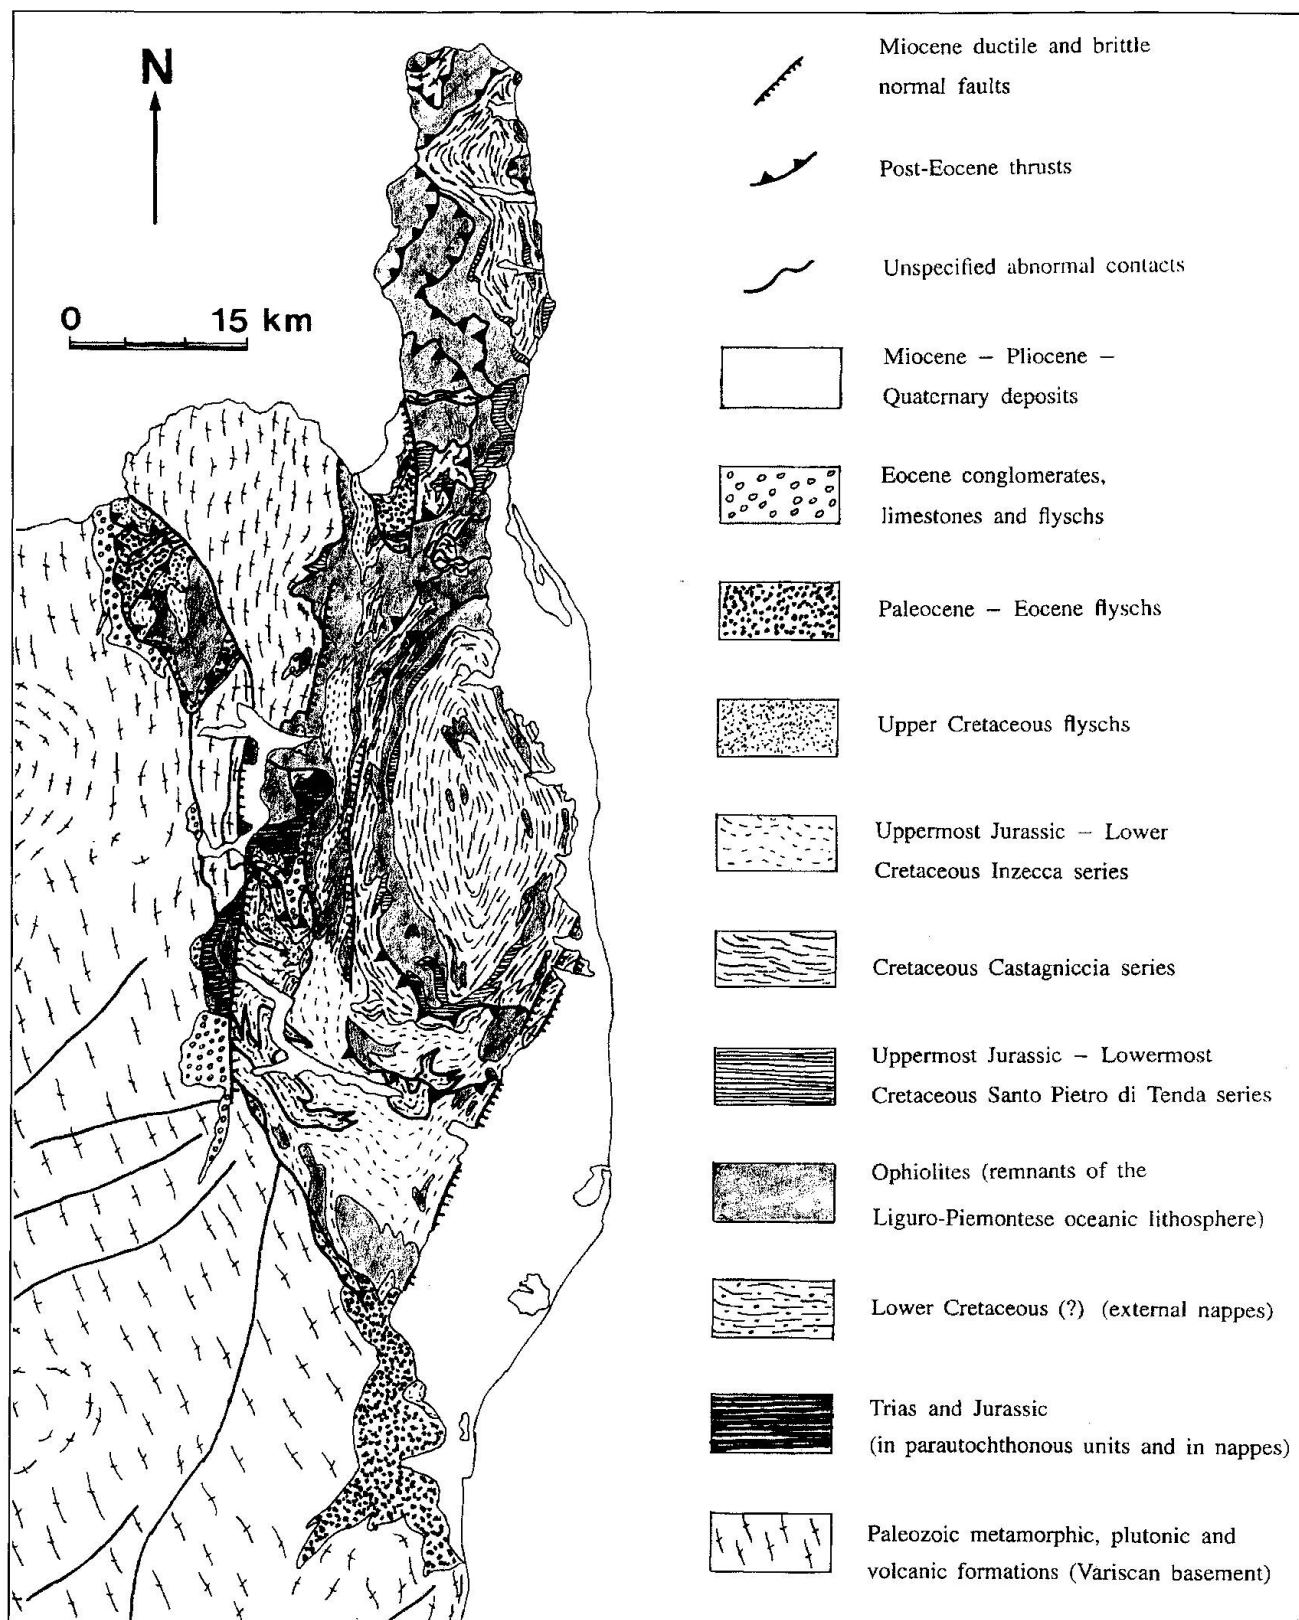 N
0 15 km
Miocene ductile and brittle
normal faults
Post-Eocene thrusts
Unspecified abnormal contacts
Miocene – Pliocene –
Quaternary deposits
Eocene conglomerates,
limestones and flyschs
Paleocene – Eocene flyschs
Upper Cretaceous flyschs
Uppermost Jurassic – Lower
Cretaceous Inzecca series
Cretaceous Castagniccia series
Uppermost Jurassic – Lowermost
Cretaceous Santo Pietro di Tenda series
Ophiolites (remnants of the
Liguro-Piemontese oceanic lithosphere)
Lower Cretaceous (?) (external nappes)
Trias and Jurassic
(in parautochthonous units and in nappes)
Paleozoic metamorphic, plutonic and
volcanic formations (Variscan basement)